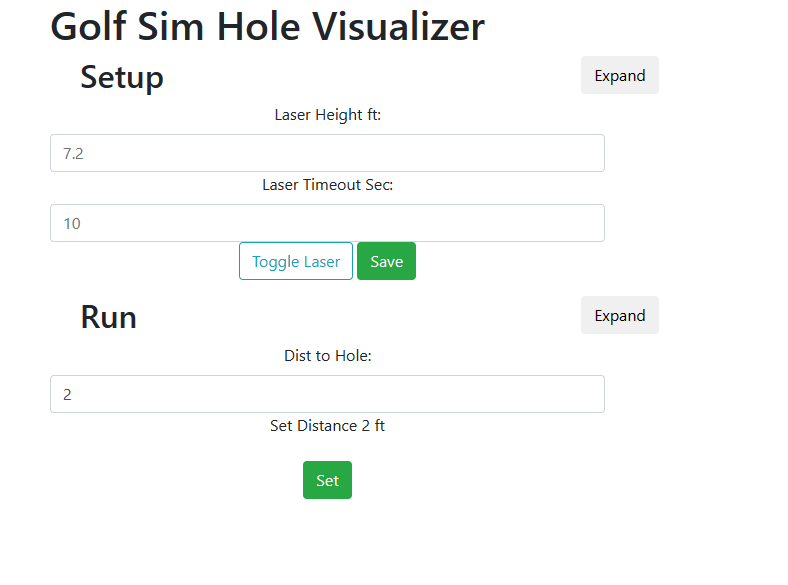 Golf Sim Hole Visualizer
Setup
Expand
Laser Height ft:
7.2
Laser Timeout Sec:
10
Toggle Laser
Save
Run
Expand
Dist to Hole:
2
Set Distance 2 ft
Set